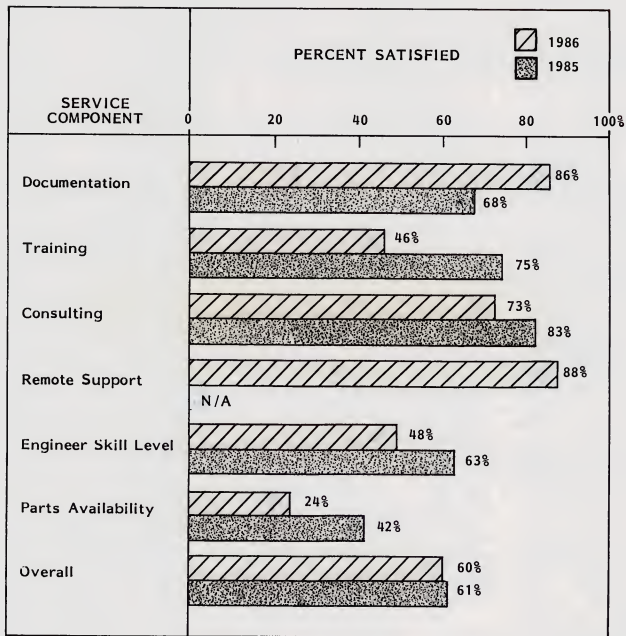 PERCENT SATISFIED
1986
1985
SERVICE
COMPONENT
0 20 40 60 80 100%
Documentation
86%
68%
Training
46%
75%
Consulting
73%
83%
Remote Support
88%
N/A
Engineer Skill Level
48%
63%
Parts Availability
24%
42%
Overall
60%
61%